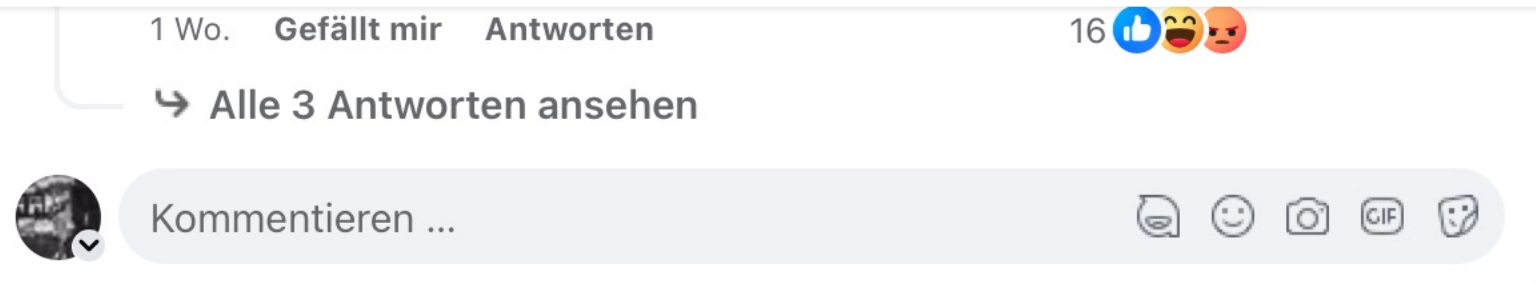 1 Wo. Gefällt mir Antworten 16
Alle 3 Antworten ansehen
Kommentieren ... GIF